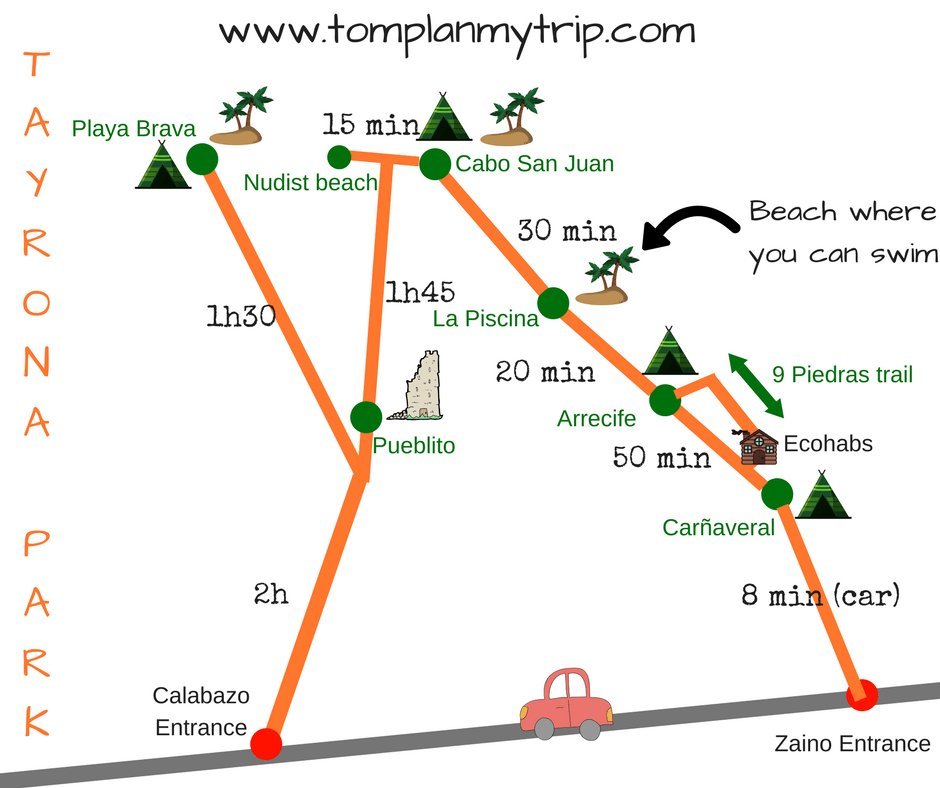 www.tomplanmytrip.com
TAYRONA PARK
Playa Brava
15 min
Nudist beach
Cabo San Juan
30 min
Beach where
you can swim
1h30
1h45
La Piscina
20 min
9 Piedras trail
Arrecife
Pueblito
Ecohabs
50 min
Carñaveral
2h
8 min (car)
Calabazo
Entrance
Zaino Entrance